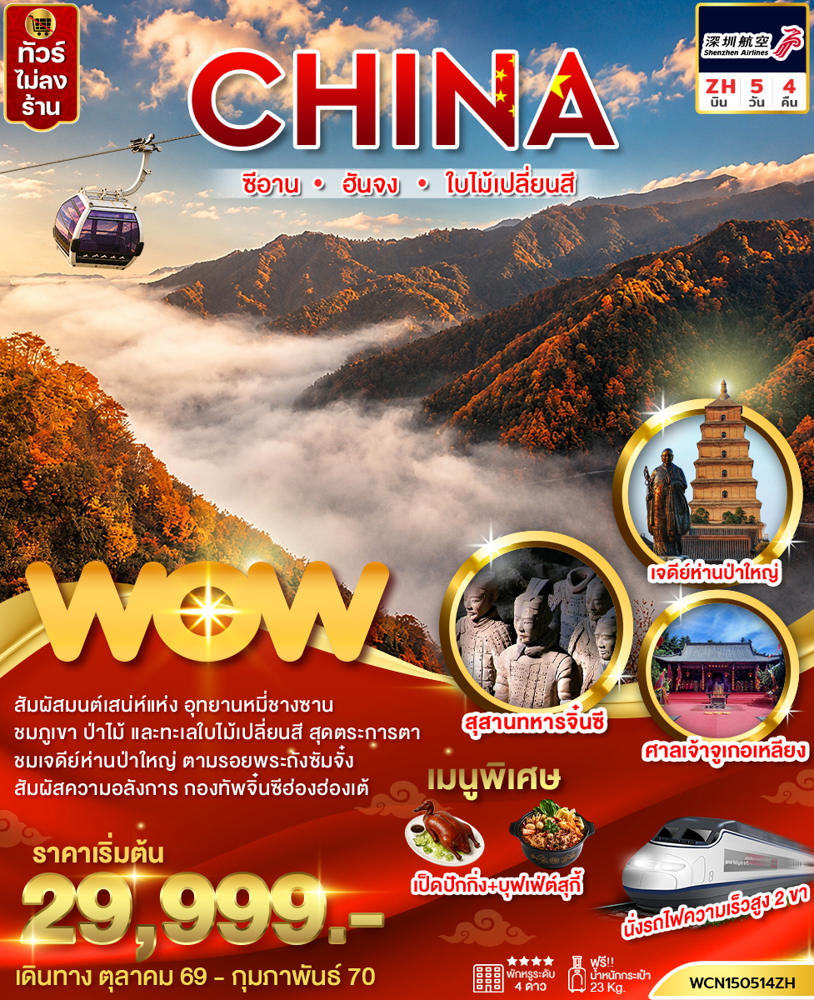 ทัวร์
ไม่ลง
ร้าน
CHINA
深圳航空
Shenzhen Airlines
ZH 5 4
บิน วัน คืน
ซีอาน • ฮันจง • ใบไม้เปลี่ยนสี
เจดีย์ห่านป่าใหญ่
WOW
สุสานทหารจิ๋นซี
ศาลเจ้าจูเกอเหลียง
สัมผัสมนต์เสน่ห์แห่ง อุทยานหมี่ชางซาน
ชมภูเขา ป่าไม้ และทะเลใบไม้เปลี่ยนสี สุดตระการตา
ชมเจดีย์ห่านป่าใหญ่ ตามรอยพระถังซัมจั๋ง
สัมผัสความอลังการ กองทัพจิ๋นซีฮ่องฮ่องเต้
เมนูพิเศษ
เป็ดปักกิ่ง+บุฟเฟ่ต์สุกี้
นั่งรถไฟความเร็วสูง 2 ขา
ราคาเริ่มต้น
29,999.-
เดินทาง ตุลาคม 69 - กุมภาพันธ์ 70
พักหรูระดับ
4 ดาว
ฟรี!!
น้ำหนักกระเป๋า
23 Kg.
WCN150514ZH